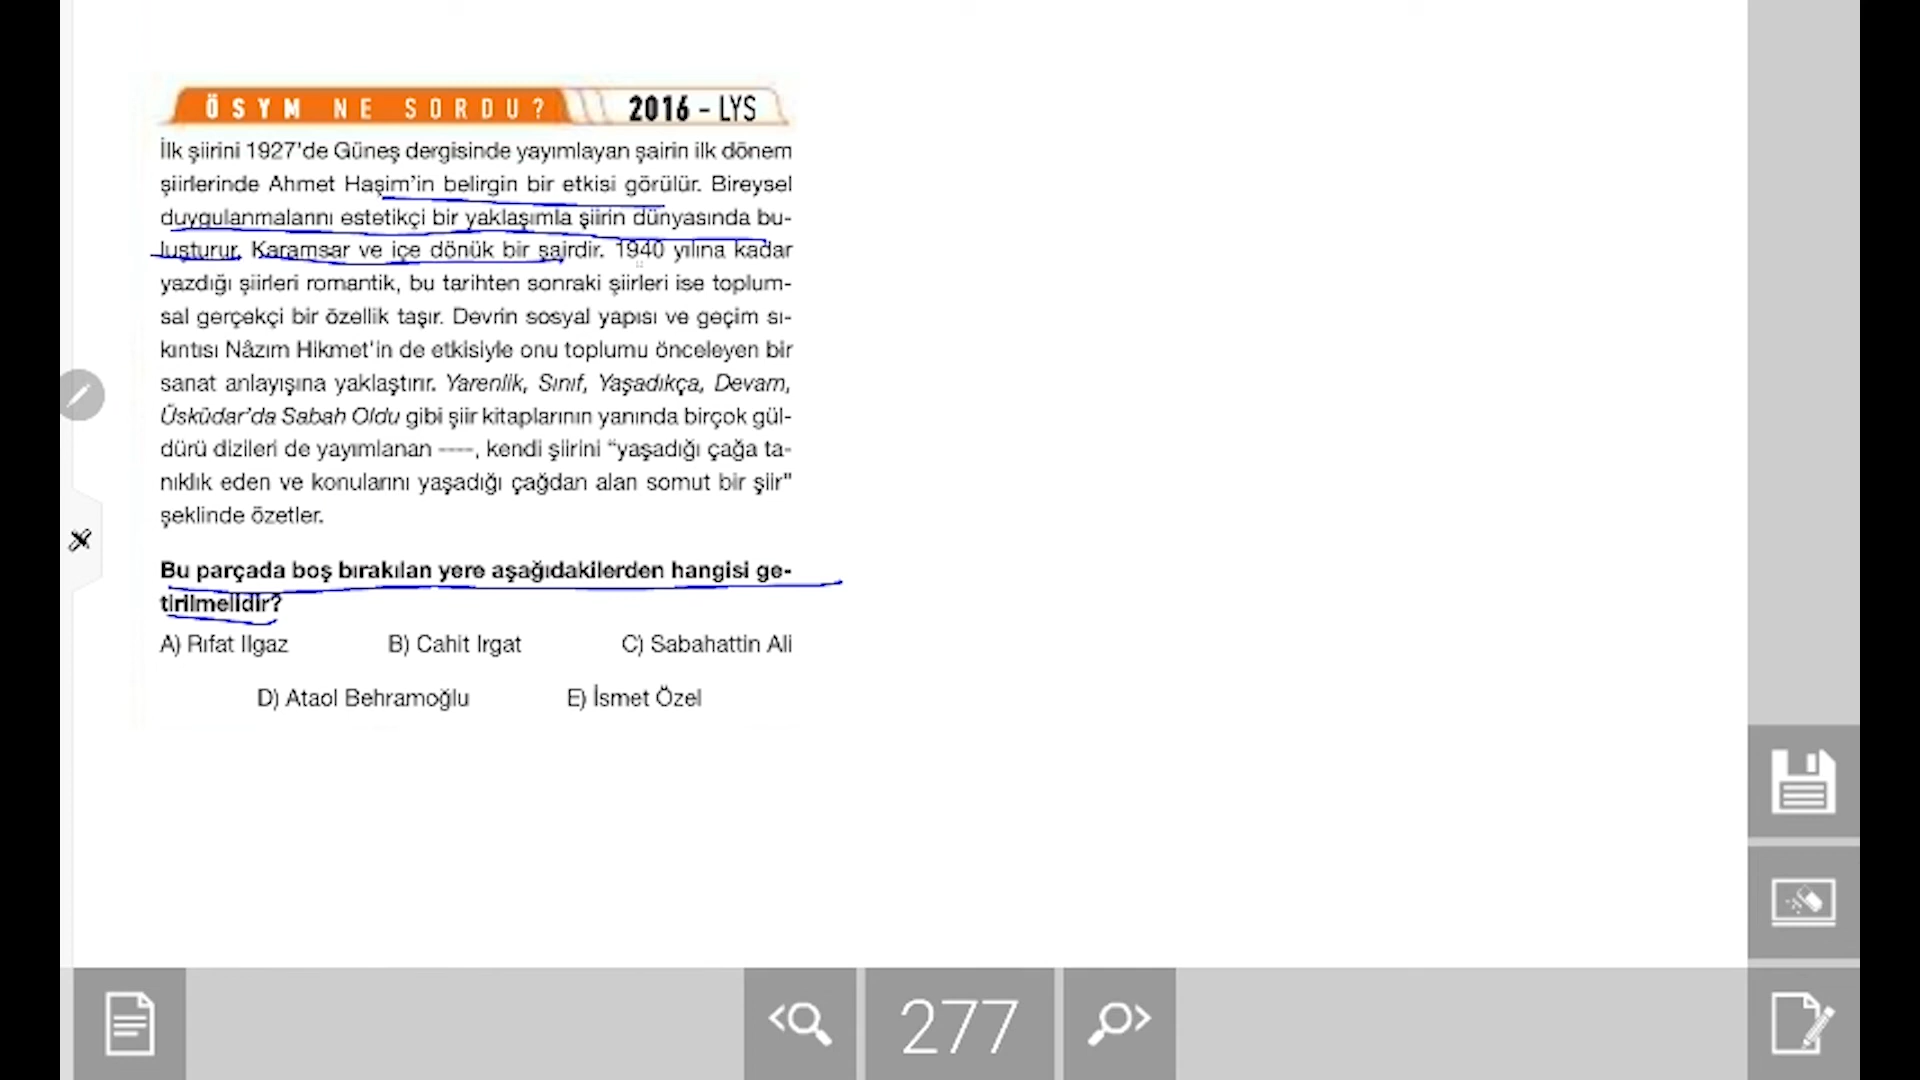 ÖSYM NE SORDU? 2016 - LYS
İlk şiirini 1927'de Güneş dergisinde yayımlayan şairin ilk dönem
şiirlerinde Ahmet Haşim'in belirgin bir etkisi görülür. Bireysel
duygulanmalarını estetikçi bir yaklaşımla şiirin dünyasında bu-
luşturur. Karamsar ve içe dönük bir şairdir. 1940 yılına kadar
yazdığı şiirleri romantik, bu tarihten sonraki şiirleri ise toplum-
sal gerçekçi bir özellik taşır. Devrin sosyal yapısı ve geçim sı-
kıntısı Nâzım Hikmet'in de etkisiyle onu toplumu önceleyen bir
sanat anlayışına yaklaştırır. Yarenlik, Sınıf, Yaşadıkça, Devam,
Üsküdar'da Sabah Oldu gibi şiir kitaplarının yanında birçok gül-
dürü dizileri de yayımlanan ----, kendi şiirini "yaşadığı çağa ta-
nıklık eden ve konularını yaşadığı çağdan alan somut bir şiir"
şeklinde özetler.
Bu parçada boş bırakılan yere aşağıdakilerden hangisi ge-
tirilmelidir?
A) Rıfat Ilgaz B) Cahit Irgat C) Sabahattin Ali
D) Ataol Behramoğlu E) İsmet Özel
277